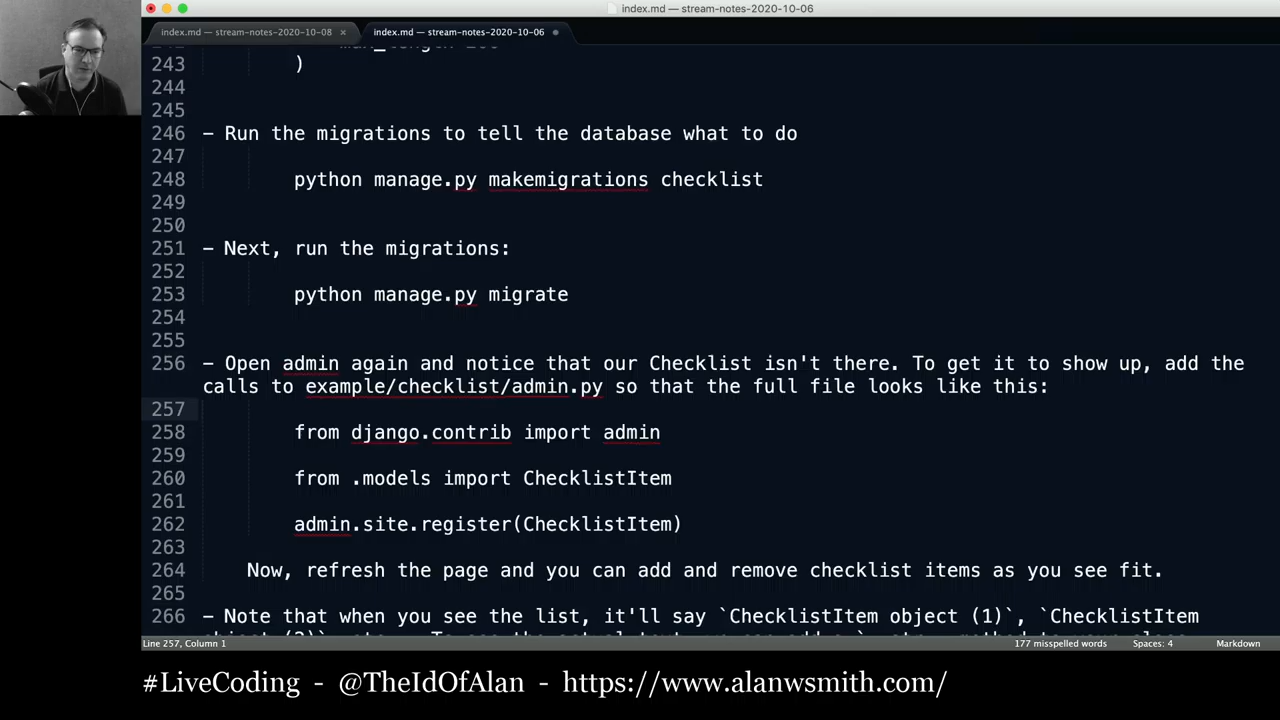 index.md — stream-notes-2020-10-06
index.md — stream-notes-2020-10-08 ×
index.md — stream-notes-2020-10-06
243 )
244
245
246 - Run the migrations to tell the database what to do
247
248 python manage.py makemigrations checklist
249
250
251 - Next, run the migrations:
252
253 python manage.py migrate
254
255
256 - Open admin again and notice that our Checklist isn't there. To get it to show up, add the
calls to example/checklist/admin.py so that the full file looks like this:
257
258 from django.contrib import admin
259
260 from .models import ChecklistItem
261
262 admin.site.register(ChecklistItem)
263
264 Now, refresh the page and you can add and remove checklist items as you see fit.
265
266 - Note that when you see the list, it'll say `ChecklistItem object (1)`, `ChecklistItem
Line 257, Column 1 177 misspelled words Spaces: 4 Markdown
#LiveCoding - @TheIdOfAlan - https://www.alanwsmith.com/